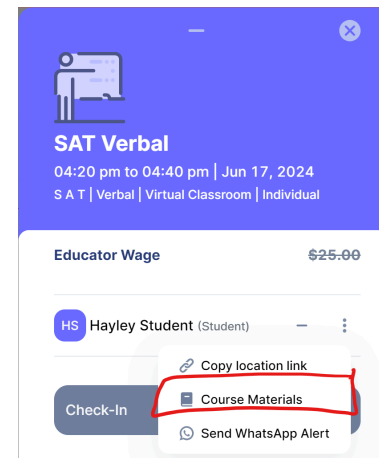 SAT Verbal
04:20 pm to 04:40 pm | Jun 17, 2024
S A T | Verbal | Virtual Classroom | Individual
Educator Wage $25.00
HS Hayley Student (Student)
Copy location link
Course Materials
Check-In
Send WhatsApp Alert